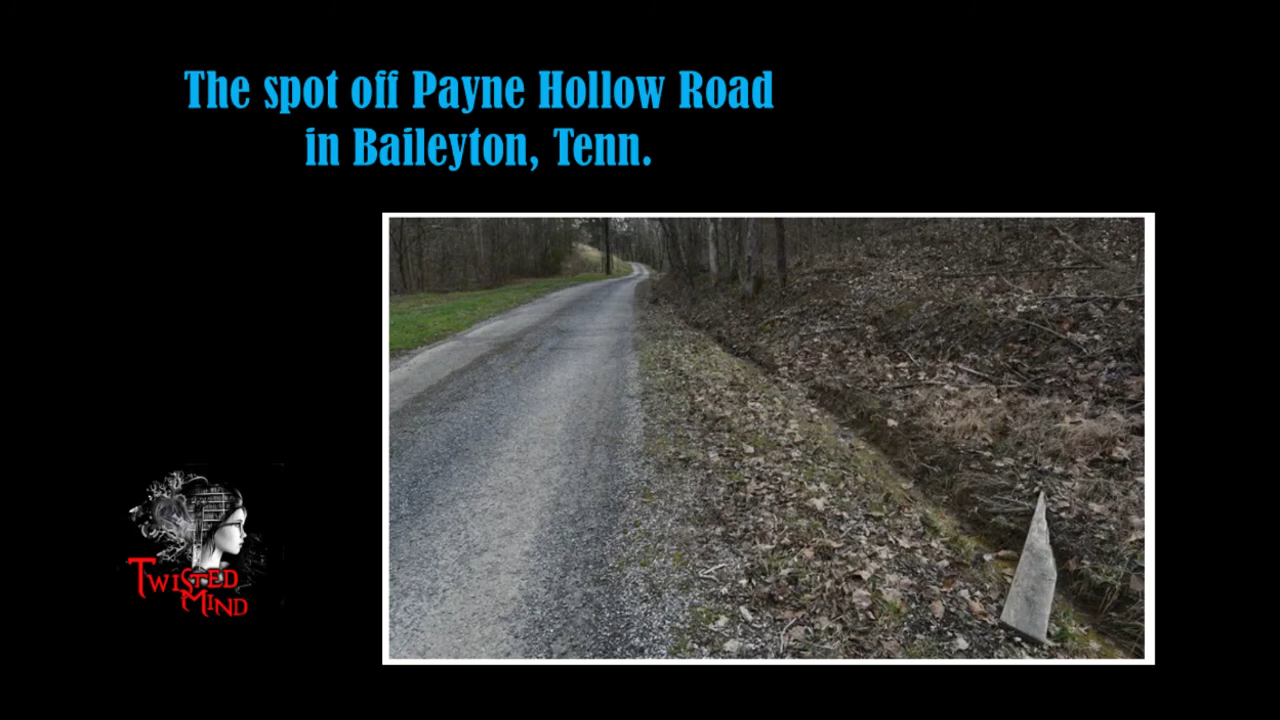 The spot off Payne Hollow Road
in Baileyton, Tenn.
TWISTED
MIND